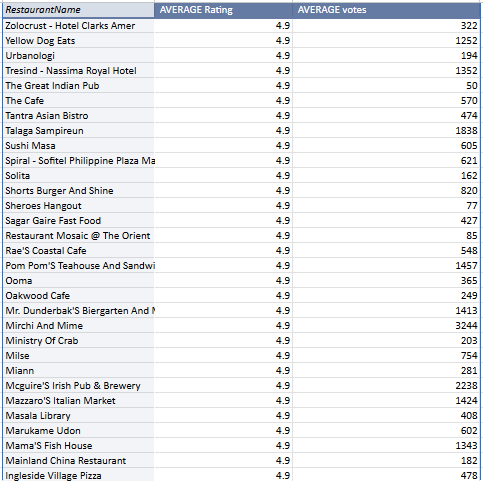 RestaurantName AVERAGE Rating AVERAGE votes
Zolocrust - Hotel Clarks Amer 4.9 322
Yellow Dog Eats 4.9 1252
Urbanologi 4.9 194
Tresind - Nassima Royal Hotel 4.9 1352
The Great Indian Pub 4.9 50
The Cafe 4.9 570
Tantra Asian Bistro 4.9 474
Talaga Sampireun 4.9 1838
Sushi Masa 4.9 605
Spiral - Sofitel Philippine Plaza Ma 4.9 621
Solita 4.9 162
Shorts Burger And Shine 4.9 820
Sheroes Hangout 4.9 77
Sagar Gaire Fast Food 4.9 427
Restaurant Mosaic @ The Orient 4.9 85
Rae'S Coastal Cafe 4.9 548
Pom Pom'S Teahouse And Sandwi 4.9 1457
Ooma 4.9 365
Oakwood Cafe 4.9 249
Mr. Dunderbak'S Biergarten And M 4.9 1413
Mirchi And Mime 4.9 3244
Ministry Of Crab 4.9 203
Milse 4.9 754
Miann 4.9 281
Mcguire'S Irish Pub & Brewery 4.9 2238
Mazzaro'S Italian Market 4.9 1424
Masala Library 4.9 408
Marukame Udon 4.9 602
Mama'S Fish House 4.9 1343
Mainland China Restaurant 4.9 182
Ingleside Village Pizza 4.9 478